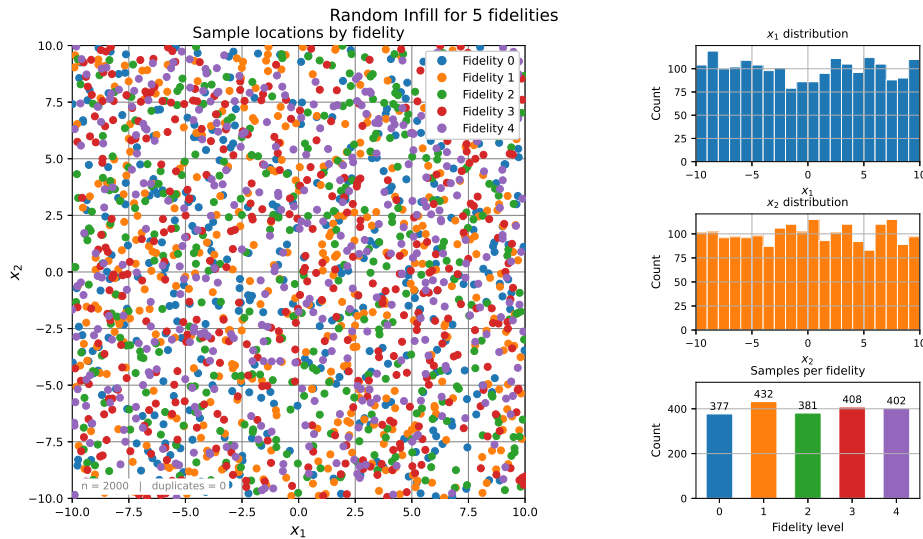 Random Infill for 5 fidelities
Sample locations by fidelity
10.0
7.5
5.0
2.5
0.0
−2.5
−5.0
−7.5
−10.0
x2
Fidelity 0
Fidelity 1
Fidelity 2
Fidelity 3
Fidelity 4
n = 2000 | duplicates = 0
−10.0 −7.5 −5.0 −2.5 0.0 2.5 5.0 7.5 10.0
x1
x1 distribution
Count
100
75
50
25
0
−10 −5 0 5 10
x1
x2 distribution
Count
100
75
50
25
0
−10 −5 0 5 10
x2
Samples per fidelity
Count
400
200
0
377 432 381 408 402
0 1 2 3 4
Fidelity level